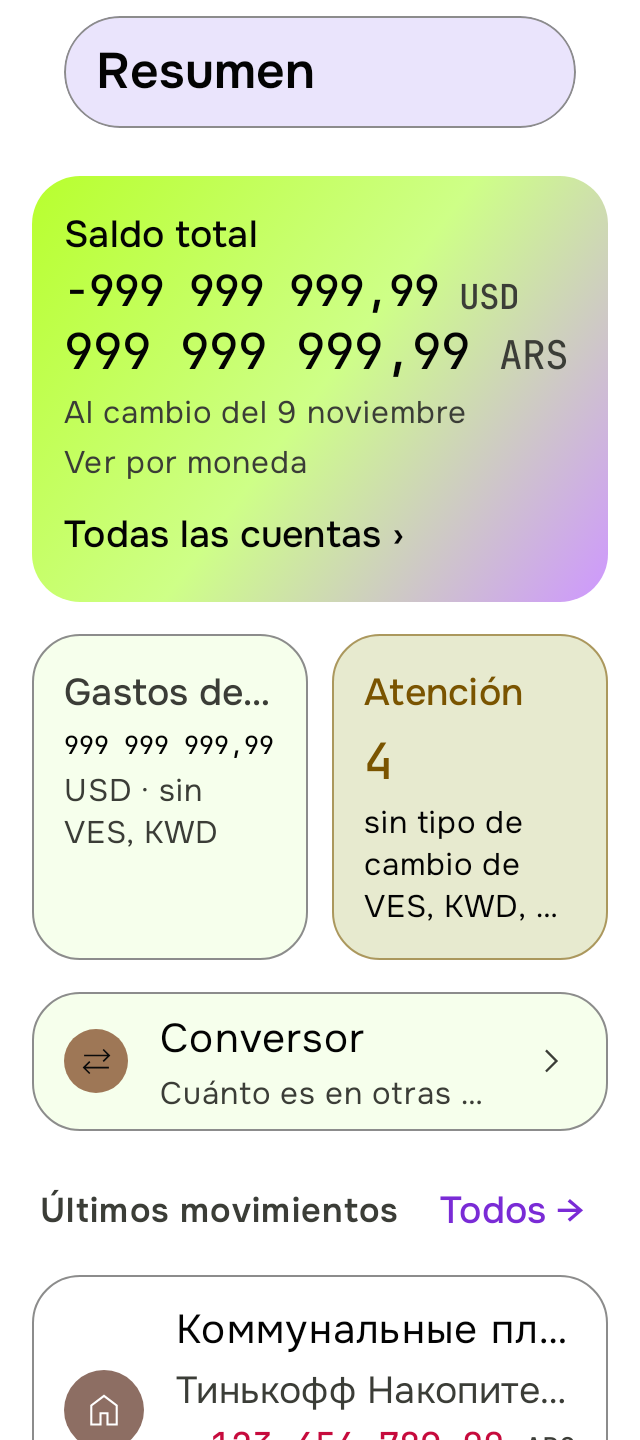 Resumen
Saldo total
-999 999 999,99 USD
999 999 999,99 ARS
Al cambio del 9 noviembre
Ver por moneda
Todas las cuentas ›
Gastos de…
999 999 999,99
USD · sin
VES, KWD
Atención
4
sin tipo de
cambio de
VES, KWD, …
Conversor
Cuánto es en otras …
Últimos movimientos
Todos →
Коммунальные пл…
Тинькофф Накопите…